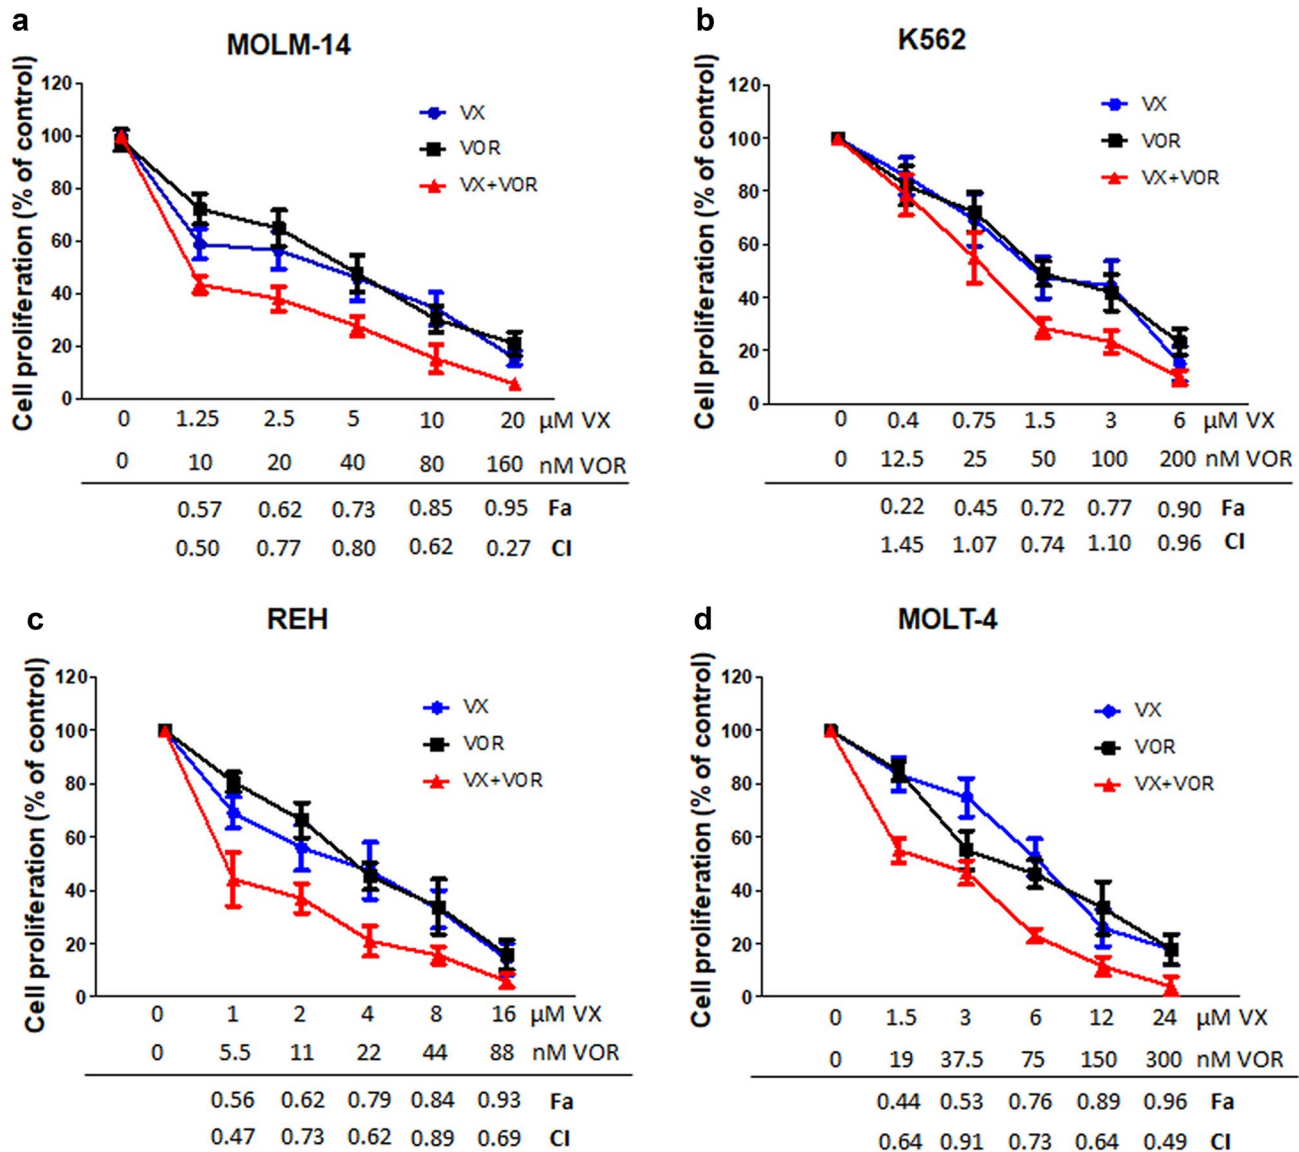 a
MOLM-14
Cell proliferation (% of control)
120
100
80
60
40
20
0
VX
VOR
VX+VOR
0 1.25 2.5 5 10 20 µM VX
0 10 20 40 80 160 nM VOR
0.57 0.62 0.73 0.85 0.95 Fa
0.50 0.77 0.80 0.62 0.27 CI
b
K562
Cell proliferation (% of control)
120
100
80
60
40
20
0
VX
VOR
VX+VOR
0 0.4 0.75 1.5 3 6 µM VX
0 12.5 25 50 100 200 nM VOR
0.22 0.45 0.72 0.77 0.90 Fa
1.45 1.07 0.74 1.10 0.96 CI
c
REH
Cell proliferation (% of control)
120
100
80
60
40
20
0
VX
VOR
VX+VOR
0 1 2 4 8 16 µM VX
0 5.5 11 22 44 88 nM VOR
0.56 0.62 0.79 0.84 0.93 Fa
0.47 0.73 0.62 0.89 0.69 CI
d
MOLT-4
Cell proliferation (% of control)
120
100
80
60
40
20
0
VX
VOR
VX+VOR
0 1.5 3 6 12 24 µM VX
0 19 37.5 75 150 300 nM VOR
0.44 0.53 0.76 0.89 0.96 Fa
0.64 0.91 0.73 0.64 0.49 CI